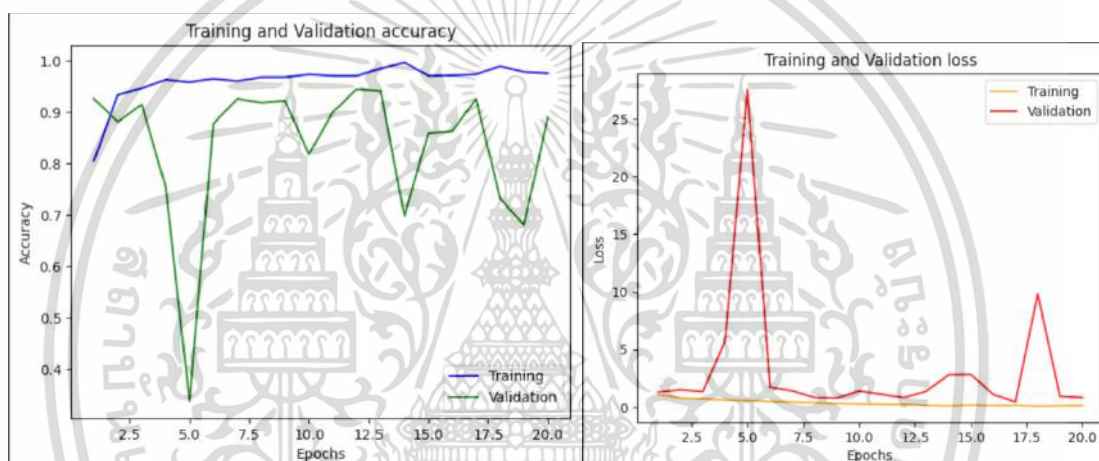 Training and Validation accuracy
1.0
0.9
0.8
0.7
0.6
0.5
0.4
Accuracy
2.5 5.0 7.5 10.0 12.5 15.0 17.5 20.0
Epochs
Training
Validation
Training and Validation loss
25
20
15
10
5
0
Loss
2.5 5.0 7.5 10.0 12.5 15.0 17.5 20.0
Epochs
Training
Validation